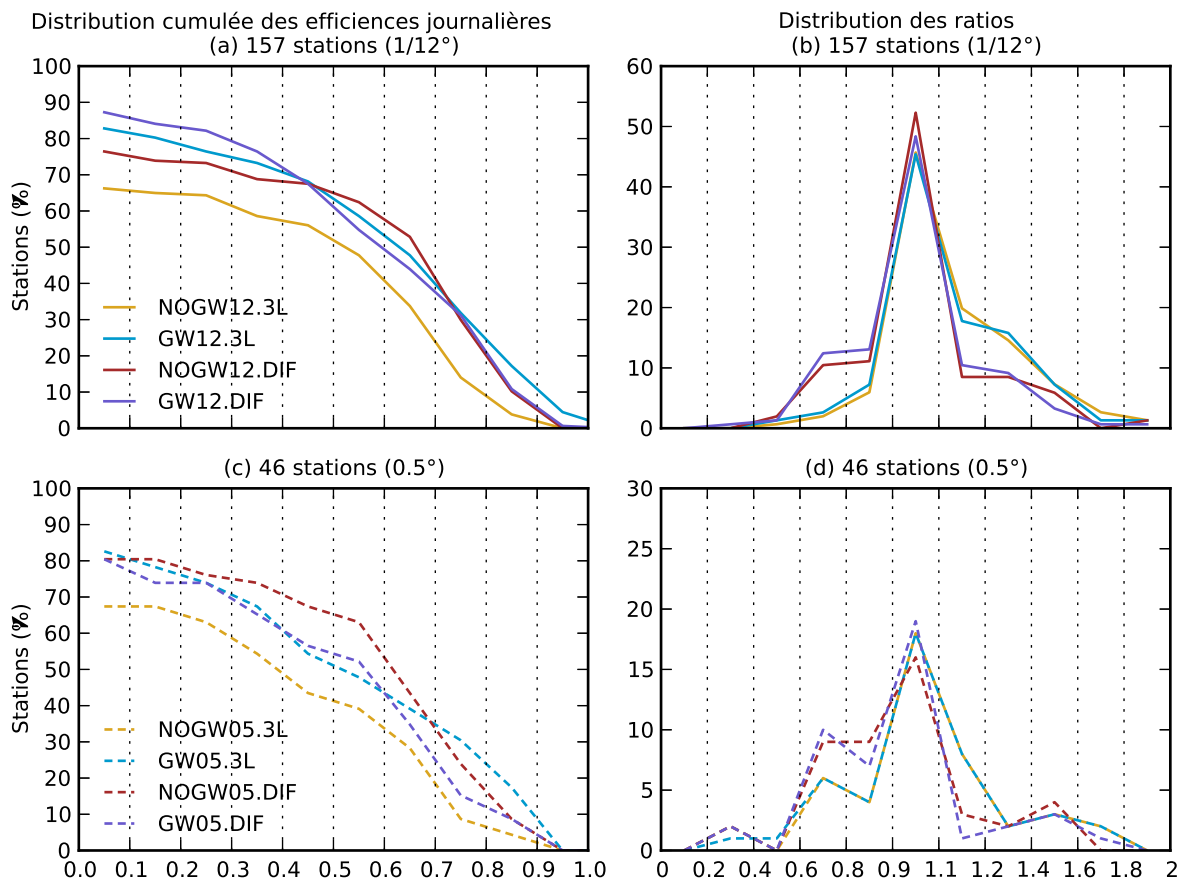 Distribution cumulée des efficiences journalières
(a) 157 stations (1/12°)
Distribution des ratios
(b) 157 stations (1/12°)
100
90
80
70
60
50
40
30
20
10
0
Stations (%)
NOGW12.3L
GW12.3L
NOGW12.DIF
GW12.DIF
60
50
40
30
20
10
0
(c) 46 stations (0.5°)
(d) 46 stations (0.5°)
100
90
80
70
60
50
40
30
20
10
0
Stations (%)
NOGW05.3L
GW05.3L
NOGW05.DIF
GW05.DIF
0.0 0.1 0.2 0.3 0.4 0.5 0.6 0.7 0.8 0.9 1.0
30
25
20
15
10
5
0
0 0.2 0.4 0.6 0.8 0.9 1.1 1.2 1.4 1.6 1.8 2